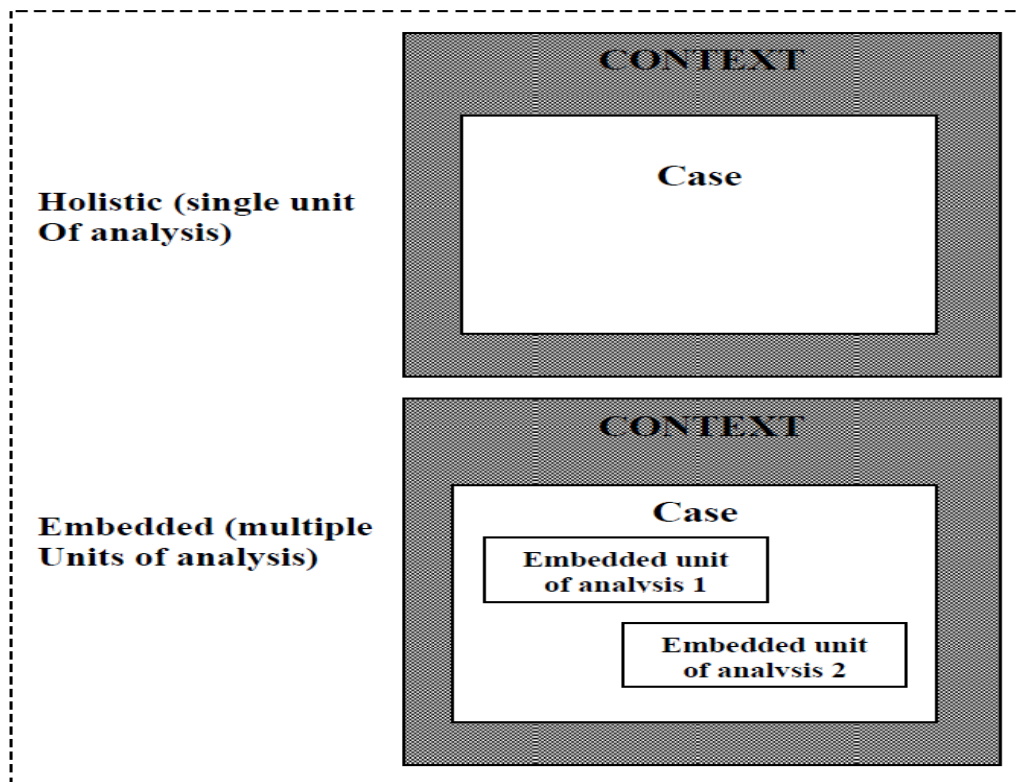 CONTEXT
Case
Holistic (single unit
Of analysis)
CONTEXT
Case
Embedded (multiple
Units of analysis)
Embedded unit
of analysis 1
Embedded unit
of analysis 2